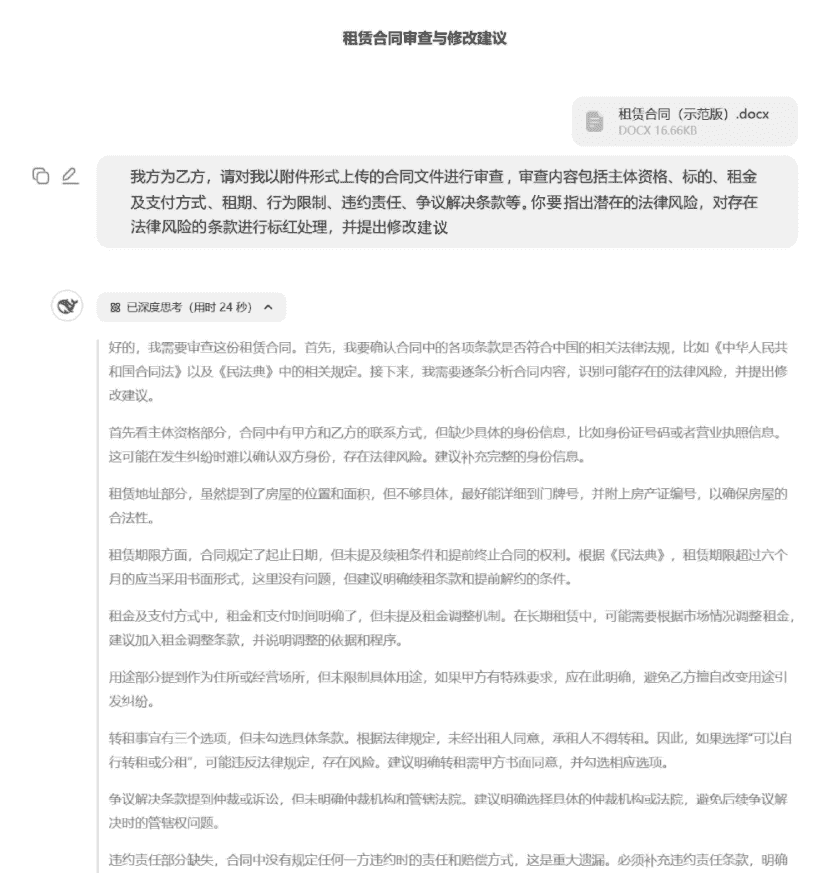 租赁合同审查与修改建议
租赁合同（示范版）.docx
DOCX 16.66KB
我方为乙方，请对我以附件形式上传的合同文件进行审查，审查内容包括主体资格、标的、租金
及支付方式、租期、行为限制、违约责任、争议解决条款等。你要指出潜在的法律风险，对存在
法律风险的条款进行标红处理，并提出修改建议
已深度思考（用时 24 秒）
好的，我需要审查这份租赁合同。首先，我要确认合同中的各项条款是否符合中国的相关法律法规，比如《中华人民共
和国合同法》以及《民法典》中的相关规定。接下来，我需要逐条分析合同内容，识别可能存在的法律风险，并提出修
改建议。
首先看主体资格部分，合同中有甲方和乙方的联系方式，但缺少具体的身份信息，比如身份证号码或者营业执照信息。
这可能在发生纠纷时难以确认双方身份，存在法律风险。建议补充完整的身份信息。
租赁地址部分，虽然提到了房屋的位置和面积，但不够具体，最好能详细到门牌号，并附上房产证编号，以确保房屋的
合法性。
租赁期限方面，合同规定了起止日期，但未提及续租条件和提前终止合同的权利。根据《民法典》，租赁期限超过六个
月的应当采用书面形式，这里没有问题，但建议明确续租条款和提前解约的条件。
租金及支付方式中，租金和支付时间明确了，但未提及租金调整机制。在长期租赁中，可能需要根据市场情况调整租金，
建议加入租金调整条款，并说明调整的依据和程序。
用途部分提到作为住所或经营场所，但未限制具体用途，如果甲方有特殊要求，应在此明确，避免乙方擅自改变用途引
发纠纷。
转租事宜有三个选项，但未勾选具体条款。根据法律规定，未经出租人同意，承租人不得转租。因此，如果选择“可以自
行转租或分租”，可能违反法律规定，存在风险。建议明确转租需甲方书面同意，并勾选相应选项。
争议解决条款提到仲裁或诉讼，但未明确仲裁机构和管辖法院。建议明确选择具体的仲裁机构或法院，避免后续争议解
决时的管辖权问题。
违约责任部分缺失，合同中没有规定任何一方违约时的责任和赔偿方式，这是重大遗漏。必须补充违约责任条款，明确